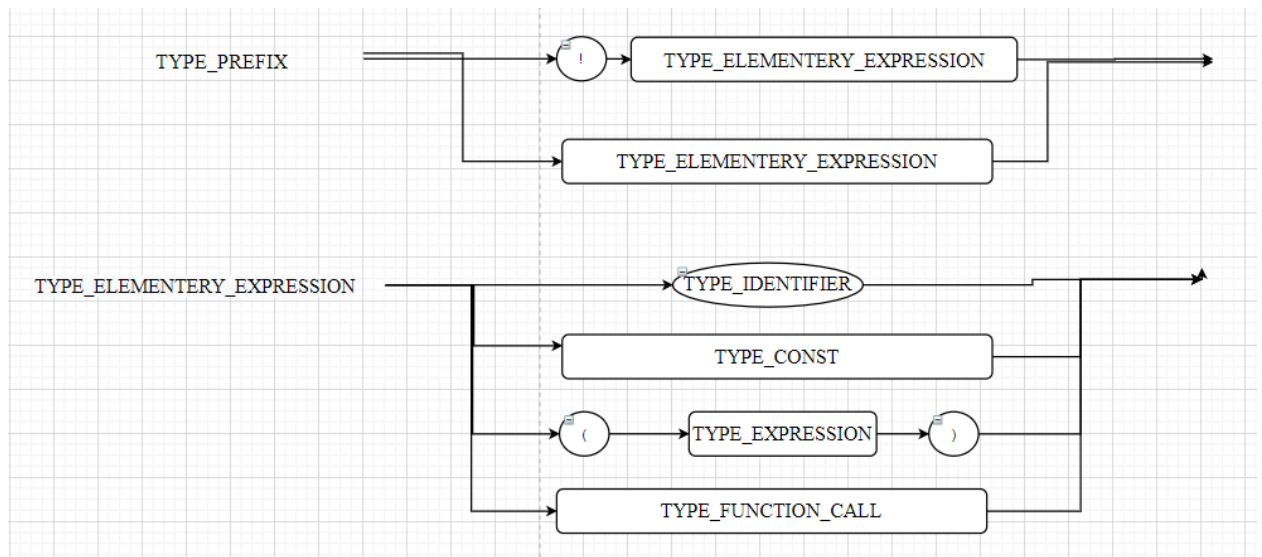 TYPE_PREFIX ! TYPE_ELEMENTERY_EXPRESSION
TYPE_ELEMENTERY_EXPRESSION
TYPE_ELEMENTERY_EXPRESSION TYPE_IDENTIFIER
TYPE_CONST
( TYPE_EXPRESSION )
TYPE_FUNCTION_CALL